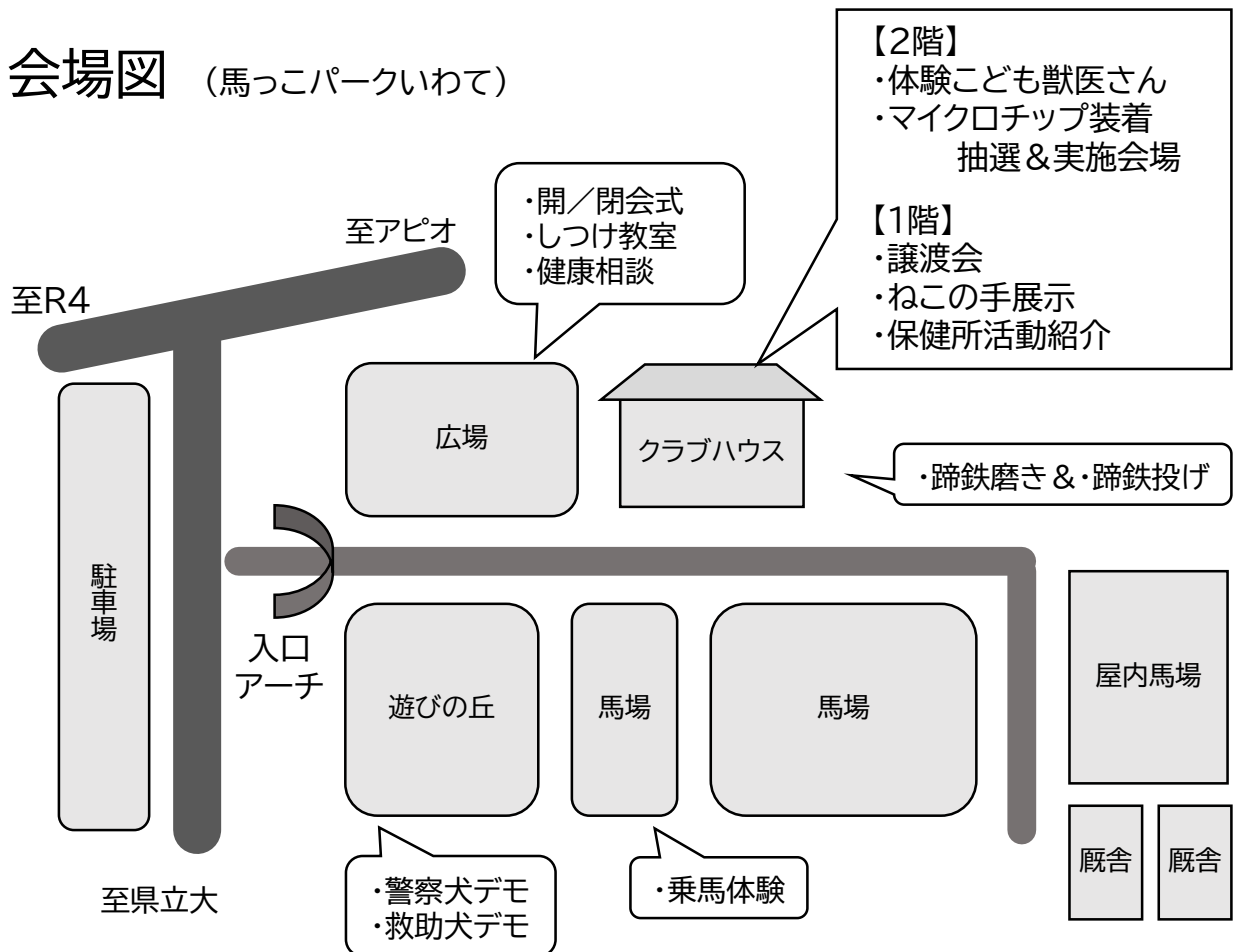 会場図 （馬っこパークいわて）
【2階】
・体験こども獣医さん
・マイクロチップ装着
抽選＆実施会場
【1階】
・譲渡会
・ねこの手展示
・保健所活動紹介
・開／閉会式
・しつけ教室
・健康相談
至アピオ
至R4
広場
クラブハウス
・蹄鉄磨き＆・蹄鉄投げ
駐車場
入口
アーチ
遊びの丘
馬場
馬場
屋内馬場
厩舎
厩舎
・警察犬デモ
・救助犬デモ
・乗馬体験
至県立大